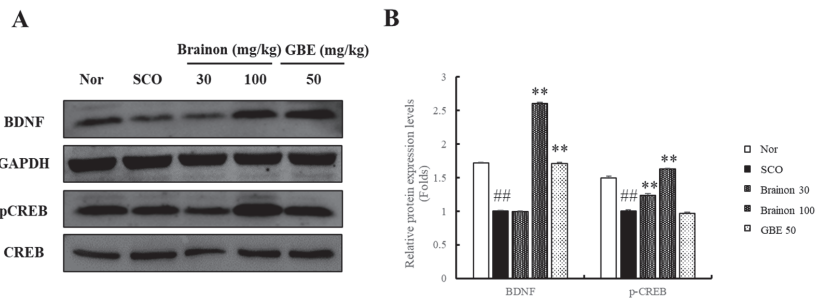 A
Brainon (mg/kg) GBE (mg/kg)
Nor SCO 30 100 50
BDNF
GAPDH
pCREB
CREB
B
Relative protein expression levels
(Folds)
3
2.5
2
1.5
1
0.5
0
##
**
**
##
**
**
BDNF p-CREB
Nor
SCO
Brainon 30
Brainon 100
GBE 50